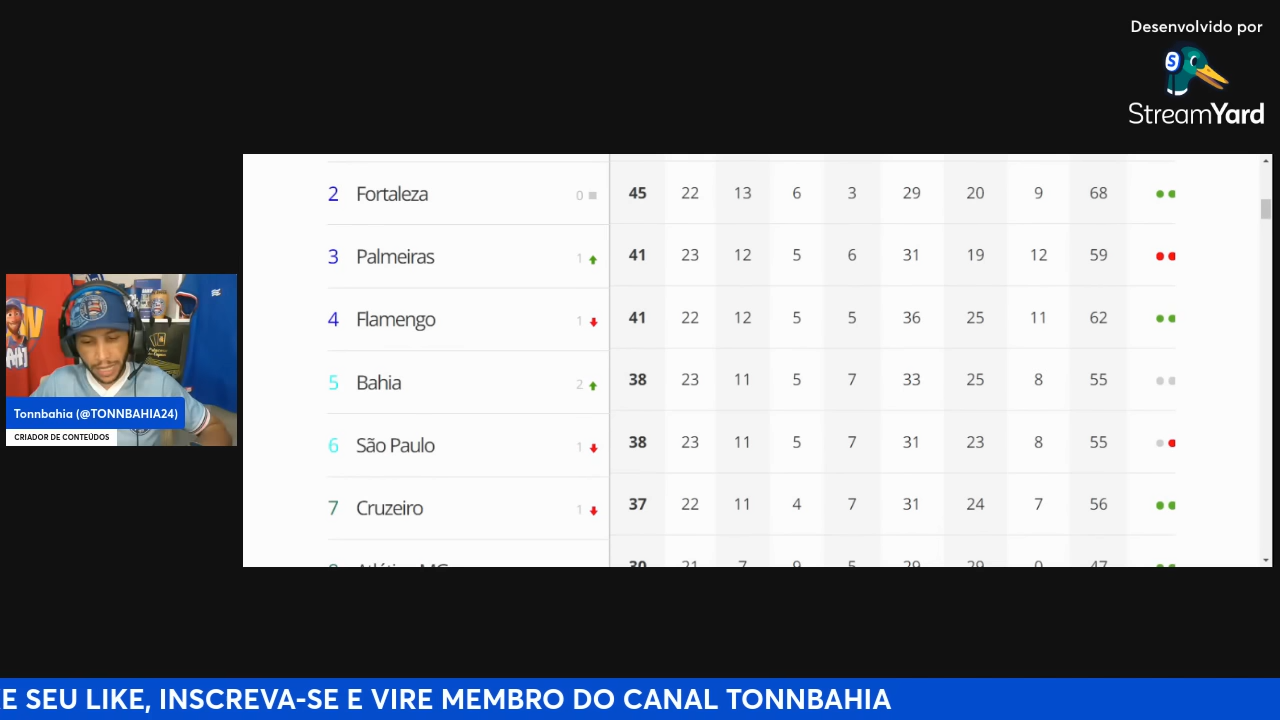 Desenvolvido por
StreamYard
2 Fortaleza 0 45 22 13 6 3 29 20 9 68
3 Palmeiras 1 41 23 12 5 6 31 19 12 59
4 Flamengo 1 41 22 12 5 5 36 25 11 62
5 Bahia 2 38 23 11 5 7 33 25 8 55
6 São Paulo 1 38 23 11 5 7 31 23 8 55
7 Cruzeiro 1 37 22 11 4 7 31 24 7 56
Tonnbahia (@TONNBAHIA24)
CRIADOR DE CONTEÚDOS
E SEU LIKE, INSCREVA-SE E VIRE MEMBRO DO CANAL TONNBAHIA